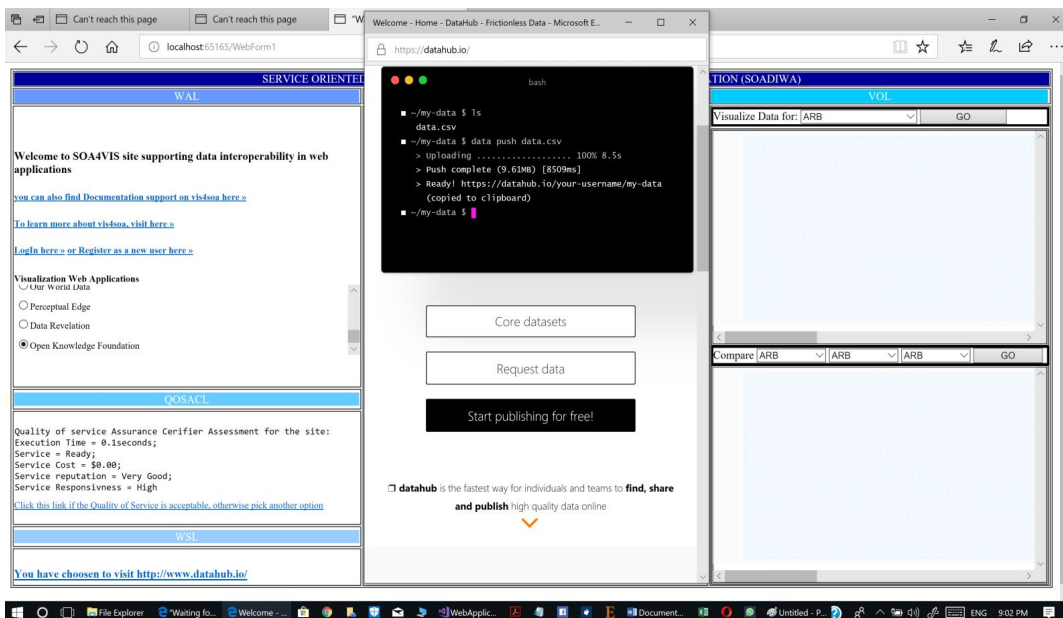 Can't reach this page
Can't reach this page
"W
Welcome - Home - DataHub - Frictionless Data - Microsoft E...
localhost:65165/WebForm1
https://datahub.io/
SERVICE ORIENTE
TION (SOADIWA)
WAL
VOL
bash
~/my-data $ ls
data.csv
~/my-data $ data push data.csv
> Uploading ................... 100% 8.5s
> Push complete (9.61MB) [8509ms]
> Ready! https://datahub.io/your-username/my-data
(copied to clipboard)
~/my-data $
Visualize Data for: ARB GO
Welcome to SOA4VIS site supporting data interoperability in web
applications
you can also find Documentation support on vis4soa here »
To learn more about vis4soa, visit here »
LogIn here » or Register as a new user here »
Visualization Web Applications
Our World Data
Perceptual Edge
Data Revelation
Open Knowledge Foundation
Core datasets
Request data
Start publishing for free!
Compare ARB ARB ARB GO
QOSACL
Quality of service Assurance Cerifier Assessment for the site:
Execution Time = 0.1seconds;
Service = Ready;
Service Cost = $0.00;
Service reputation = Very Good;
Service Responsivness = High
Click this link if the Quality of Service is acceptable, otherwise pick another option
datahub is the fastest way for individuals and teams to find, share
and publish high quality data online
WSL
You have choosen to visit http://www.datahub.io/
File Explorer
"Waiting fo...
Welcome - ...
WebApplic...
Document...
Untitled - P...
ENG 9:02 PM